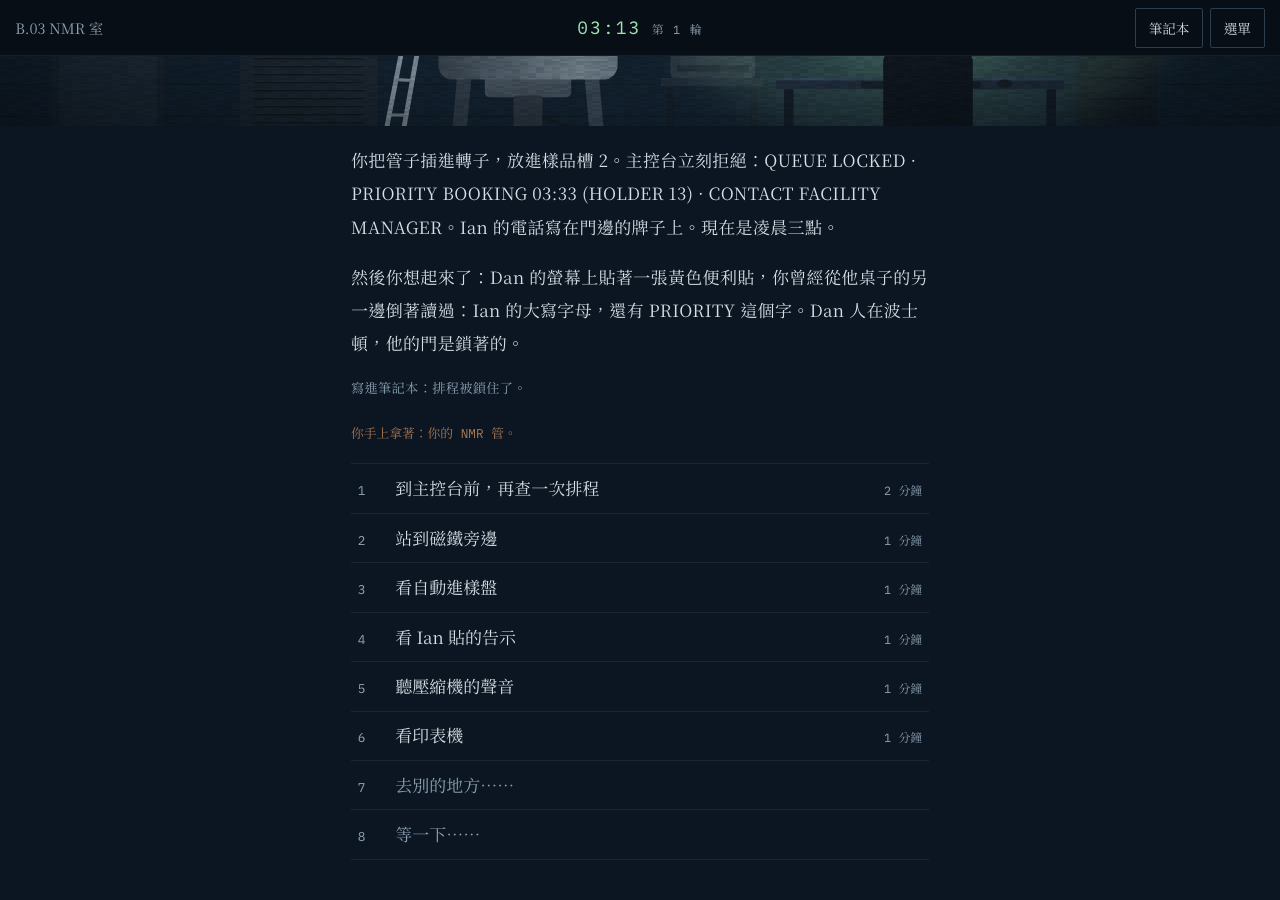 B.03 NMR 室
03:13 第 1 輪
筆記本
選單
你把管子插進轉子，放進樣品槽 2。主控台立刻拒絕：QUEUE LOCKED ·
PRIORITY BOOKING 03:33 (HOLDER 13) · CONTACT FACILITY
MANAGER。Ian 的電話寫在門邊的牌子上。現在是凌晨三點。
然後你想起來了：Dan 的螢幕上貼著一張黃色便利貼，你曾經從他桌子的另
一邊倒著讀過：Ian 的大寫字母，還有 PRIORITY 這個字。Dan 人在波士
頓，他的門是鎖著的。
寫進筆記本：排程被鎖住了。
你手上拿著：你的 NMR 管。
1 到主控台前，再查一次排程 2 分鐘
2 站到磁鐵旁邊 1 分鐘
3 看自動進樣盤 1 分鐘
4 看 Ian 貼的告示 1 分鐘
5 聽壓縮機的聲音 1 分鐘
6 看印表機 1 分鐘
7 去別的地方……
8 等一下……